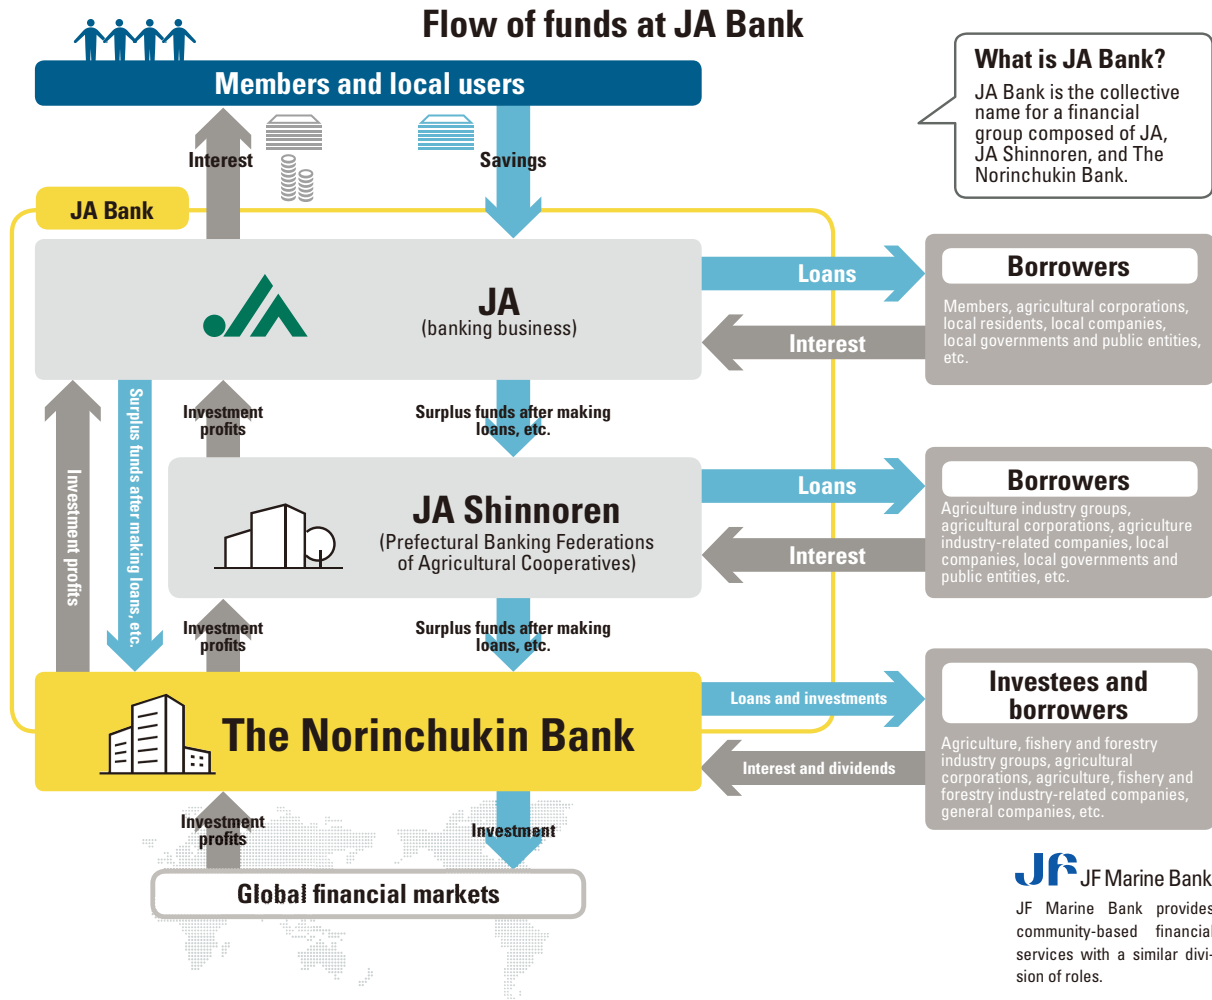 Flow of funds at JA Bank
Members and local users
What is JA Bank?
JA Bank is the collective
name for a financial
group composed of JA,
JA Shinnoren, and The
Norinchukin Bank.
Interest
Savings
JA Bank
JA
(banking business)
Loans
Interest
Borrowers
Members, agricultural corporations,
local residents, local companies,
local governments and public entities,
etc.
Investment profits
Surplus funds after making loans, etc.
Investment
profits
Surplus funds after making
loans, etc.
JA Shinnoren
(Prefectural Banking Federations
of Agricultural Cooperatives)
Loans
Interest
Borrowers
Agriculture industry groups,
agricultural corporations, agriculture
industry-related companies, local
companies, local governments and
public entities, etc.
Investment
profits
Surplus funds after making
loans, etc.
The Norinchukin Bank
Loans and investments
Interest and dividends
Investees and
borrowers
Agriculture, fishery and forestry
industry groups, agricultural
corporations, agriculture, fishery and
forestry industry-related companies,
general companies, etc.
Investment
profits
Investment
Global financial markets
JF JF Marine Bank
JF Marine Bank provides
community-based financial
services with a similar divi-
sion of roles.